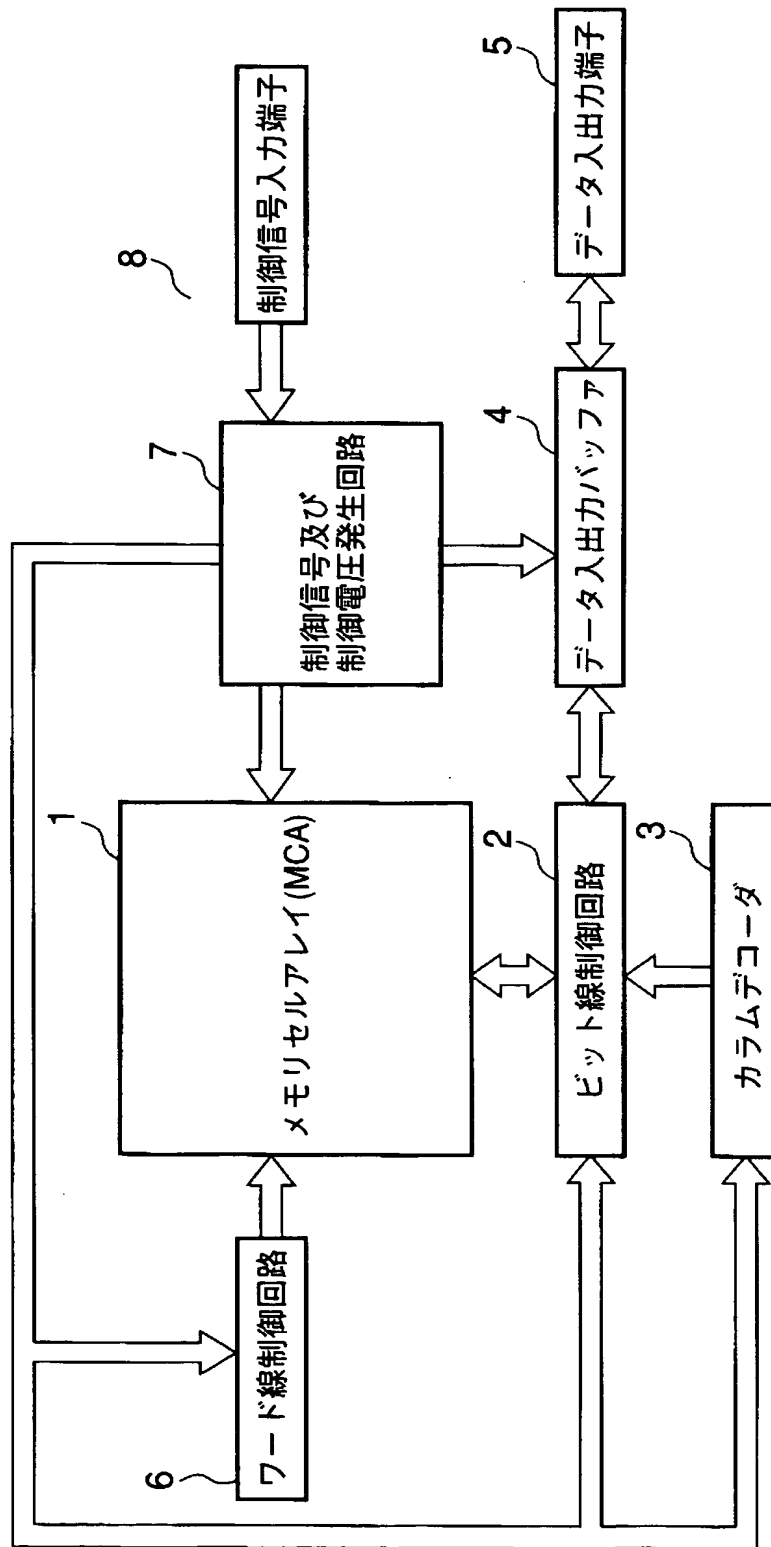 1
メモリセルアレイ(MCA)
2
ビット線制御回路
3
カラムデコーダ
4
データ入出力バッファ
5
データ入出力端子
6
ワード線制御回路
7
制御信号及び
制御電圧発生回路
8
制御信号入力端子